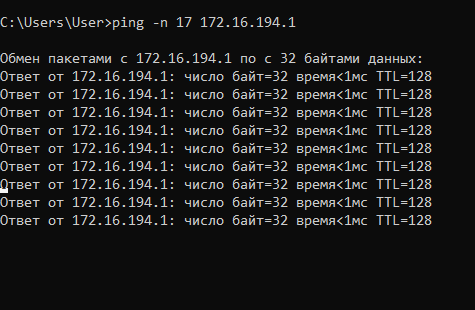 C:\Users\User>ping -n 17 172.16.194.1
Обмен пакетами с 172.16.194.1 по с 32 байтами данных:
Ответ от 172.16.194.1: число байт=32 время<1мс TTL=128
Ответ от 172.16.194.1: число байт=32 время<1мс TTL=128
Ответ от 172.16.194.1: число байт=32 время<1мс TTL=128
Ответ от 172.16.194.1: число байт=32 время<1мс TTL=128
Ответ от 172.16.194.1: число байт=32 время<1мс TTL=128
Ответ от 172.16.194.1: число байт=32 время<1мс TTL=128
Ответ от 172.16.194.1: число байт=32 время<1мс TTL=128
Ответ от 172.16.194.1: число байт=32 время<1мс TTL=128
Ответ от 172.16.194.1: число байт=32 время<1мс TTL=128